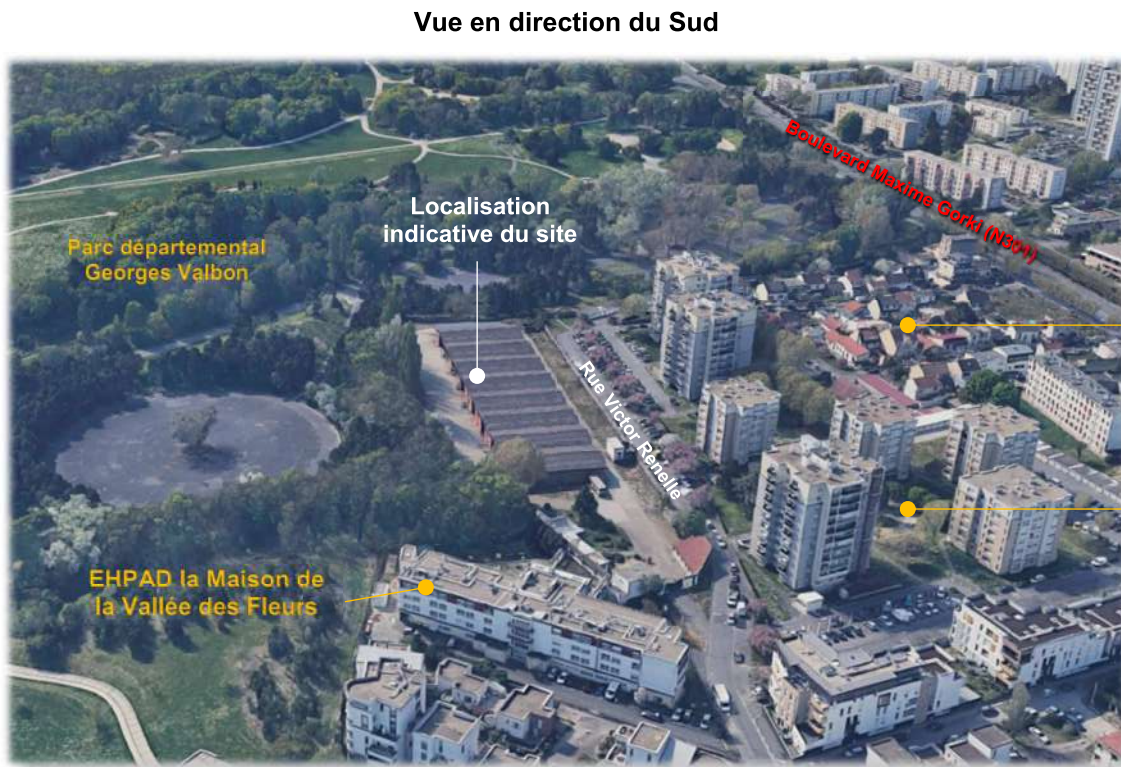 Vue en direction du Sud
Boulevard Maxime Gorki (N301)
Localisation
indicative du site
Parc départemental
Georges Valbon
Rue Victor Renelle
EHPAD la Maison de
la Vallée des Fleurs